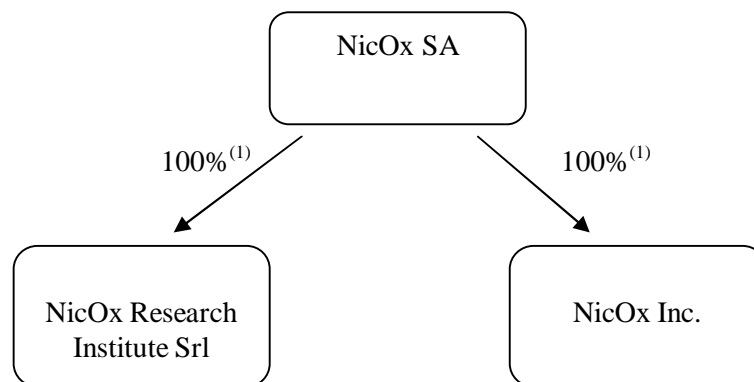 NicOx SA
100%(1)
100%(1)
NicOx Research
Institute Srl
NicOx Inc.